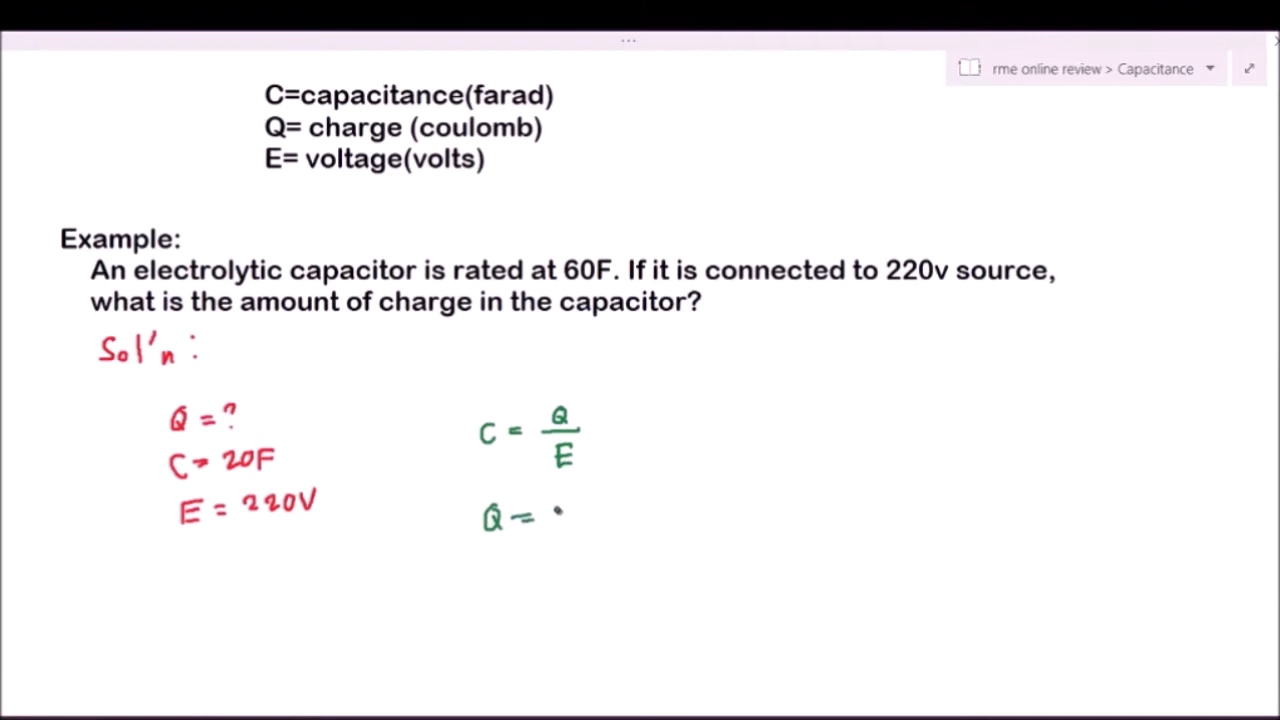 ...
rme online review > Capacitance
C=capacitance(farad)
Q= charge (coulomb)
E= voltage(volts)
Example:
An electrolytic capacitor is rated at 60F. If it is connected to 220v source,
what is the amount of charge in the capacitor?
Sol'n :
Q = ?
C = 20F
E = 220V
C = Q
E
Q =